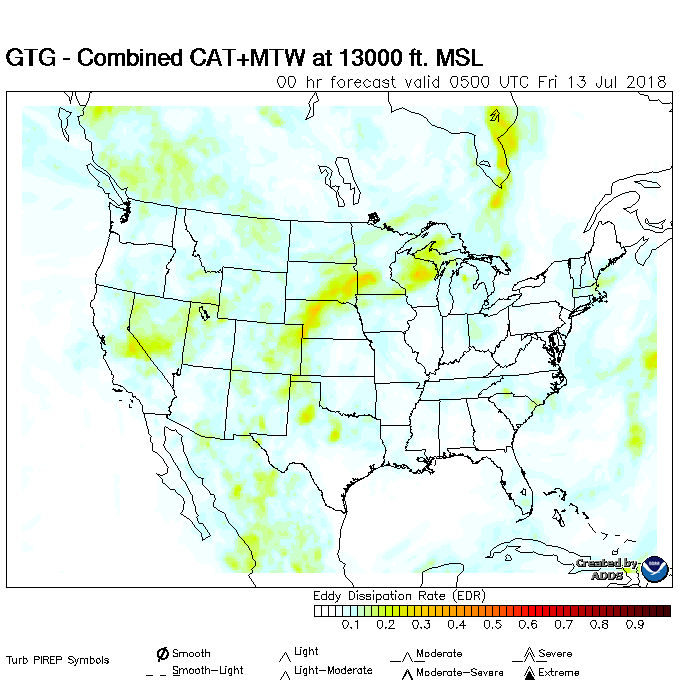 GTG - Combined CAT+MTW at 13000 ft. MSL
00 hr forecast valid 0500 UTC Fri 13 Jul 2018
Created by
ADDS
Eddy Dissipation Rate (EDR)
0.1 0.2 0.3 0.4 0.5 0.6 0.7 0.8 0.9
Turb PIREP Symbols
Smooth Light Moderate Severe
Smooth-Light Light-Moderate Moderate-Severe Extreme